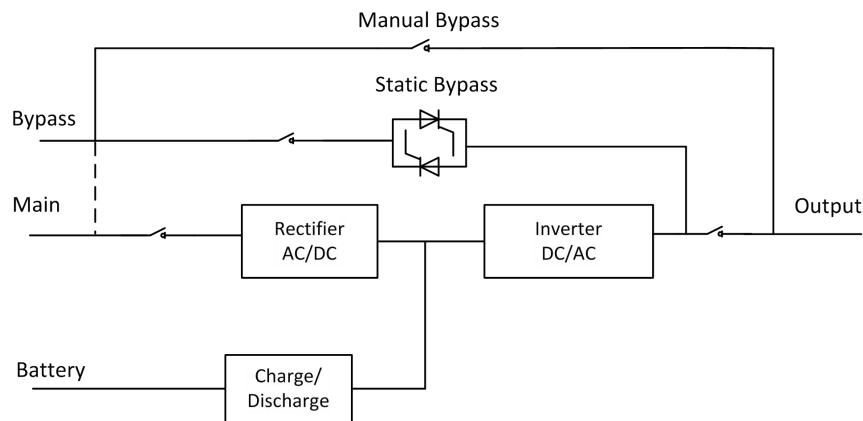 Manual Bypass
Static Bypass
Bypass
Main
Rectifier
AC/DC
Inverter
DC/AC
Output
Battery
Charge/
Discharge